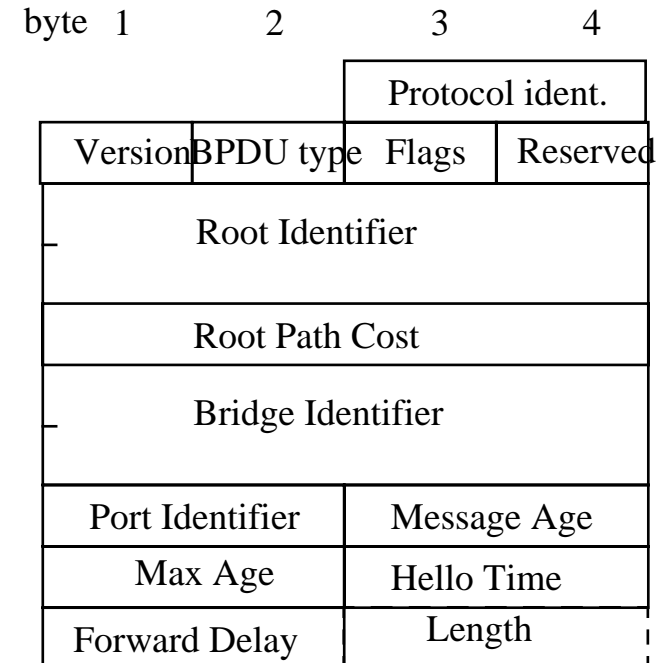 byte 1 2 3 4
Protocol ident.
Version BPDU type Flags Reserved
Root Identifier
Root Path Cost
Bridge Identifier
Port Identifier Message Age
Max Age Hello Time
Forward Delay Length